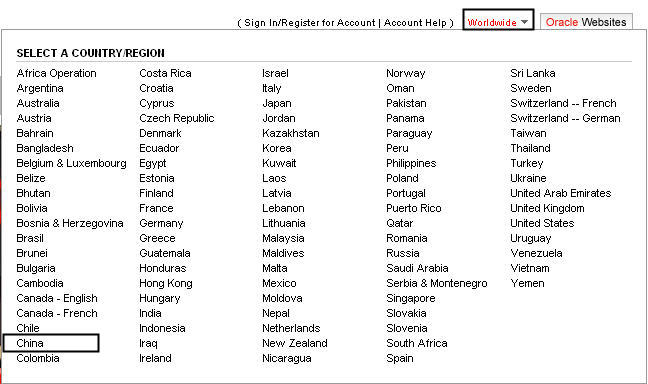 ( Sign In/Register for Account | Account Help ) Worldwide Oracle Websites
SELECT A COUNTRY/REGION
Africa Operation
Argentina
Australia
Austria
Bahrain
Bangladesh
Belgium & Luxembourg
Belize
Bhutan
Bolivia
Bosnia & Herzegovina
Brasil
Brunei
Bulgaria
Cambodia
Canada - English
Canada - French
Chile
China
Colombia
Costa Rica
Croatia
Cyprus
Czech Republic
Denmark
Ecuador
Egypt
Estonia
Finland
France
Germany
Greece
Guatemala
Honduras
Hong Kong
Hungary
India
Indonesia
Iraq
Ireland
Israel
Italy
Japan
Jordan
Kazakhstan
Korea
Kuwait
Laos
Latvia
Lebanon
Lithuania
Malaysia
Maldives
Malta
Mexico
Moldova
Nepal
Netherlands
New Zealand
Nicaragua
Norway
Oman
Pakistan
Panama
Paraguay
Peru
Philippines
Poland
Portugal
Puerto Rico
Qatar
Romania
Russia
Saudi Arabia
Serbia & Montenegro
Singapore
Slovakia
Slovenia
South Africa
Spain
Sri Lanka
Sweden
Switzerland -- French
Switzerland -- German
Taiwan
Thailand
Turkey
Ukraine
United Arab Emirates
United Kingdom
United States
Uruguay
Venezuela
Vietnam
Yemen